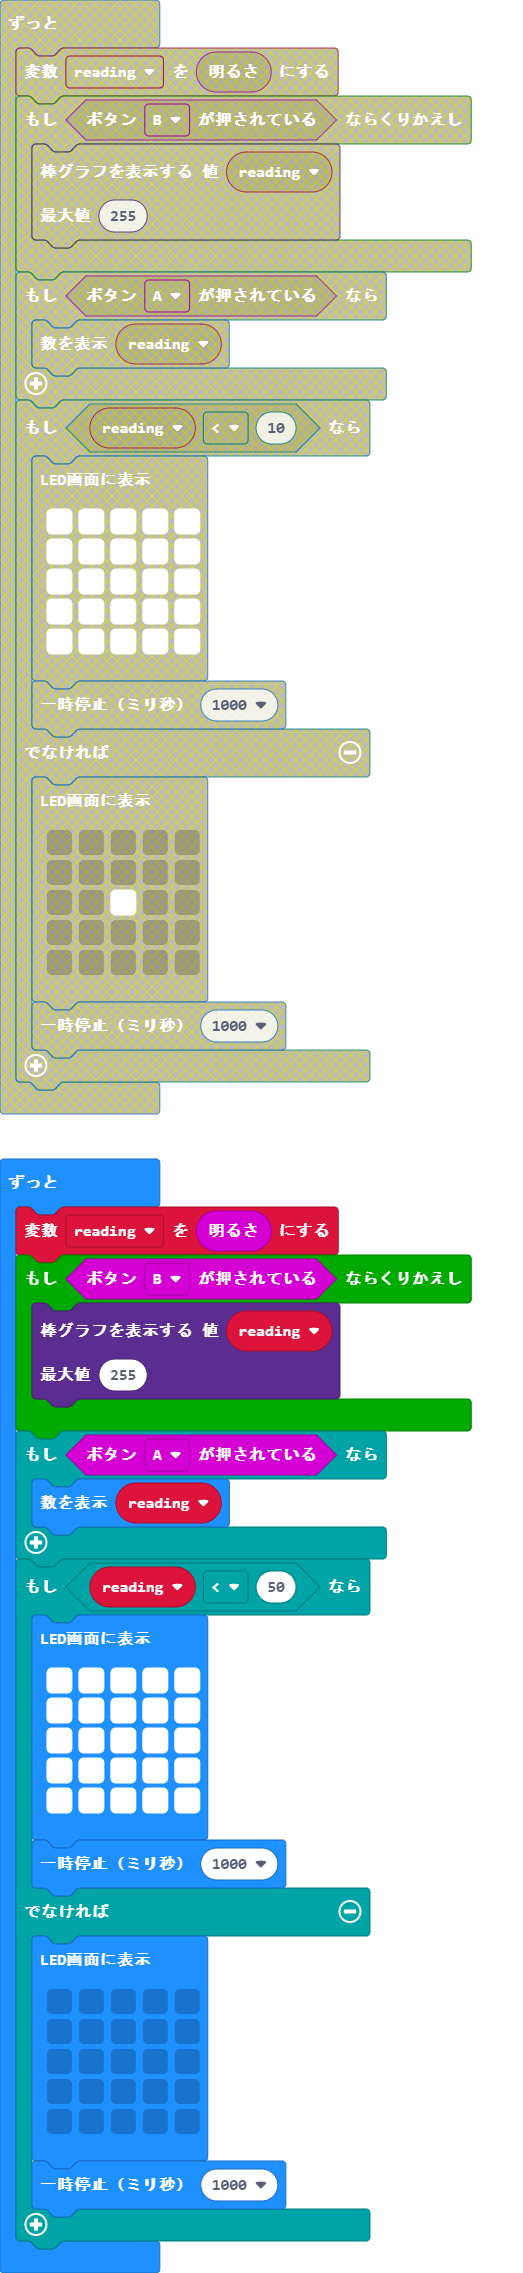 ずっと
変数 reading を 明るさ にする
もし ボタン B が押されている ならくりかえし
棒グラフを表示する 値 reading
最大値 255
もし ボタン A が押されている なら
数を表示 reading
もし reading < 10 なら
LED画面に表示
一時停止（ミリ秒） 1000
でなければ
LED画面に表示
一時停止（ミリ秒） 1000
ずっと
変数 reading を 明るさ にする
もし ボタン B が押されている ならくりかえし
棒グラフを表示する 値 reading
最大値 255
もし ボタン A が押されている なら
数を表示 reading
もし reading < 50 なら
LED画面に表示
一時停止（ミリ秒） 1000
でなければ
LED画面に表示
一時停止（ミリ秒） 1000